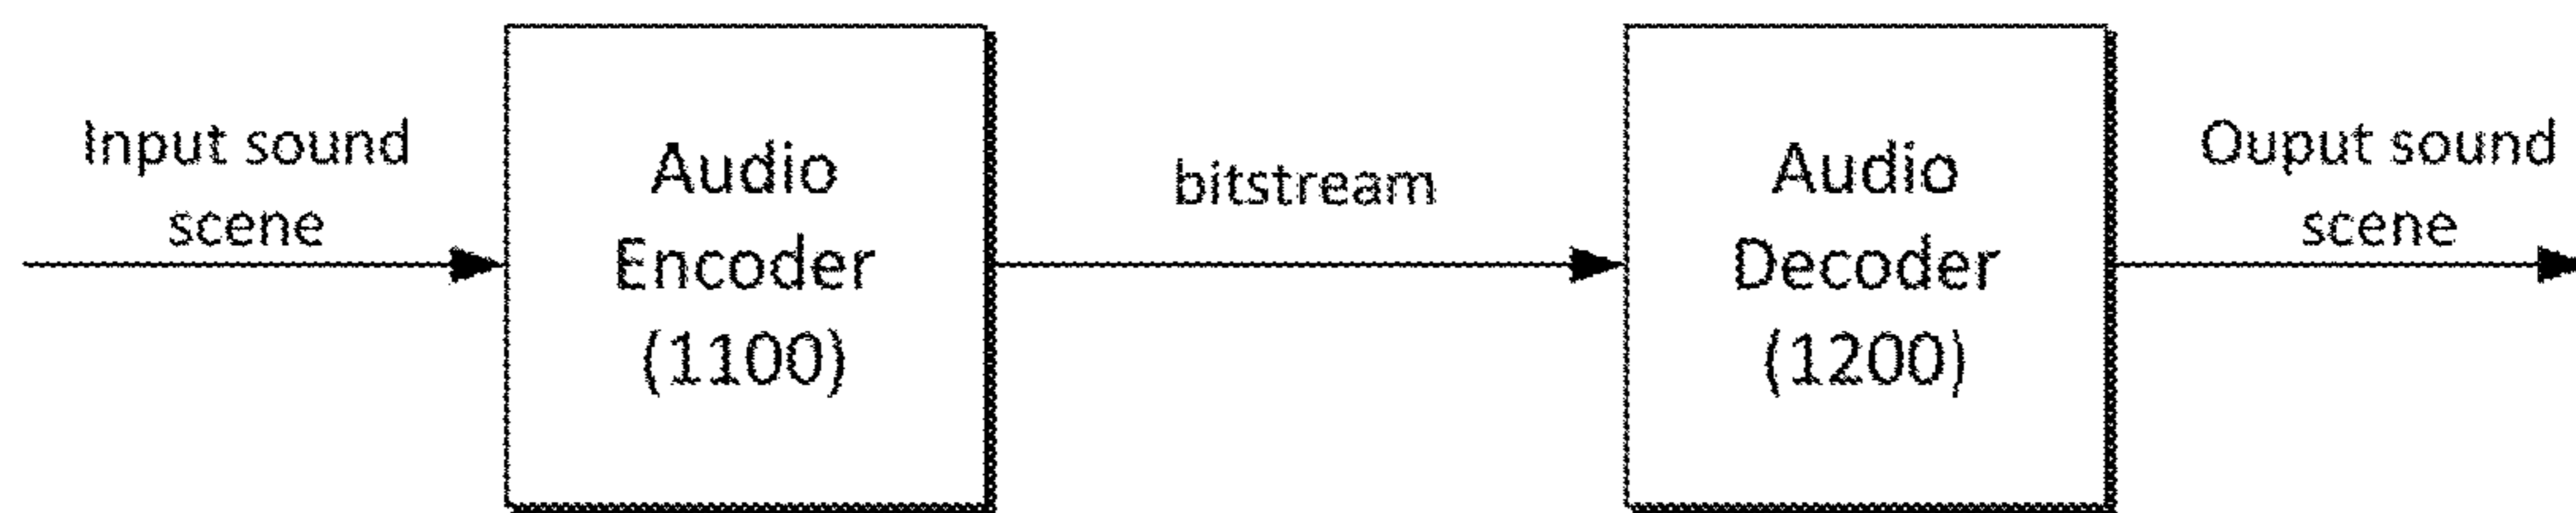 Input sound
scene
Audio
Encoder
(1100)
bitstream
Audio
Decoder
(1200)
Ouput sound
scene